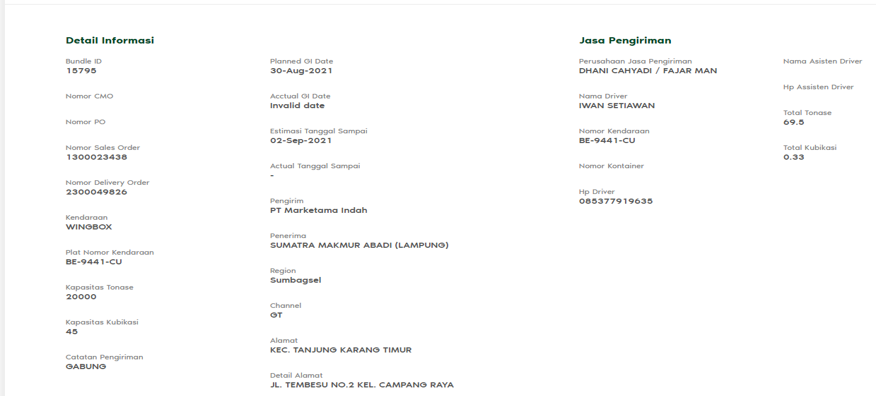 Detail Informasi
Bundle ID
15795
Nomor CMO
Nomor PO
Nomor Sales Order
1300023438
Nomor Delivery Order
2300049826
Kendaraan
WINGBOX
Plat Nomor Kendaraan
BE-9441-CU
Kapasitas Tonase
20000
Kapasitas Kubikasi
45
Catatan Pengiriman
GABUNG
Planned GI Date
30-Aug-2021
Acctual GI Date
Invalid date
Estimasi Tanggal Sampai
02-Sep-2021
Actual Tanggal Sampai
-
Pengirim
PT Marketama Indah
Penerima
SUMATRA MAKMUR ABADI (LAMPUNG)
Region
Sumbagsel
Channel
GT
Alamat
KEC. TANJUNG KARANG TIMUR
Detail Alamat
JL. TEMBESU NO.2 KEL. CAMPANG RAYA
Jasa Pengiriman
Perusahaan Jasa Pengiriman
DHANI CAHYADI / FAJAR MAN
Nama Driver
IWAN SETIAWAN
Nomor Kendaraan
BE-9441-CU
Nomor Kontainer
Hp Driver
085377919635
Nama Asisten Driver
Hp Assisten Driver
Total Tonase
69.5
Total Kubikasi
0.33